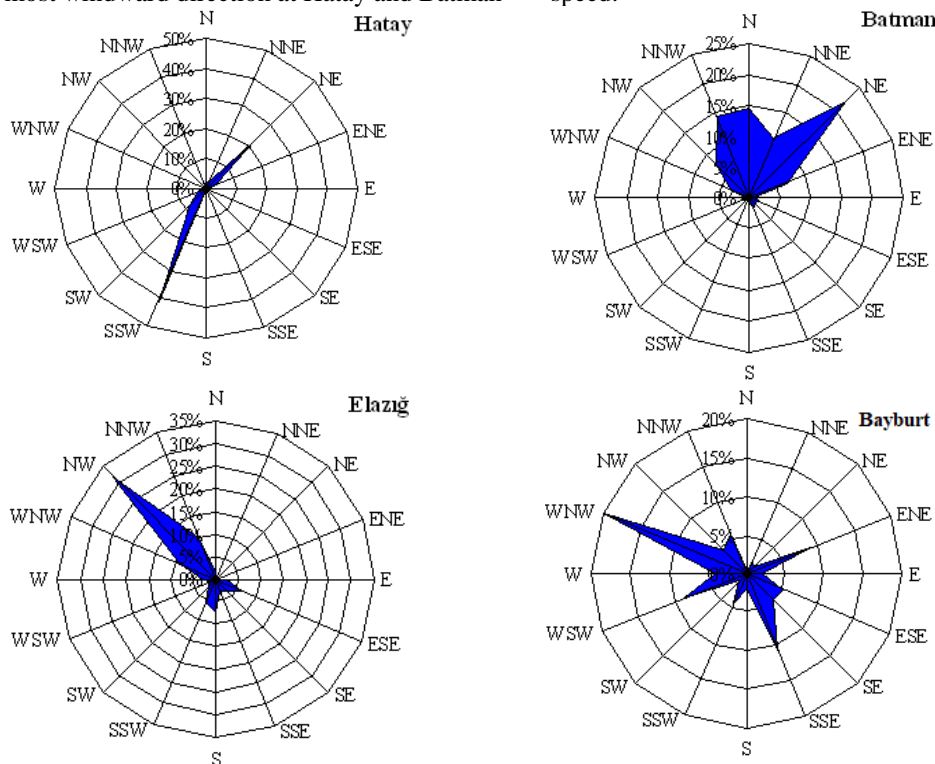 most windward direction at Hatay and Batman speed.
Hatay
N
NNE
NE
ENE
E
ESE
SE
SSE
S
SSW
SW
WSW
W
WNW
NW
NNW
50%
40%
30%
20%
10%
0%
Batman
N
NNE
NE
ENE
E
ESE
SE
SSE
S
SSW
SW
WSW
W
WNW
NW
NNW
25%
20%
15%
10%
5%
0%
Elazığ
N
NNE
NE
ENE
E
ESE
SE
SSE
S
SSW
SW
WSW
W
WNW
NW
NNW
35%
30%
25%
20%
15%
10%
5%
0%
Bayburt
N
NNE
NE
ENE
E
ESE
SE
SSE
S
SSW
SW
WSW
W
WNW
NW
NNW
20%
15%
10%
5%
0%